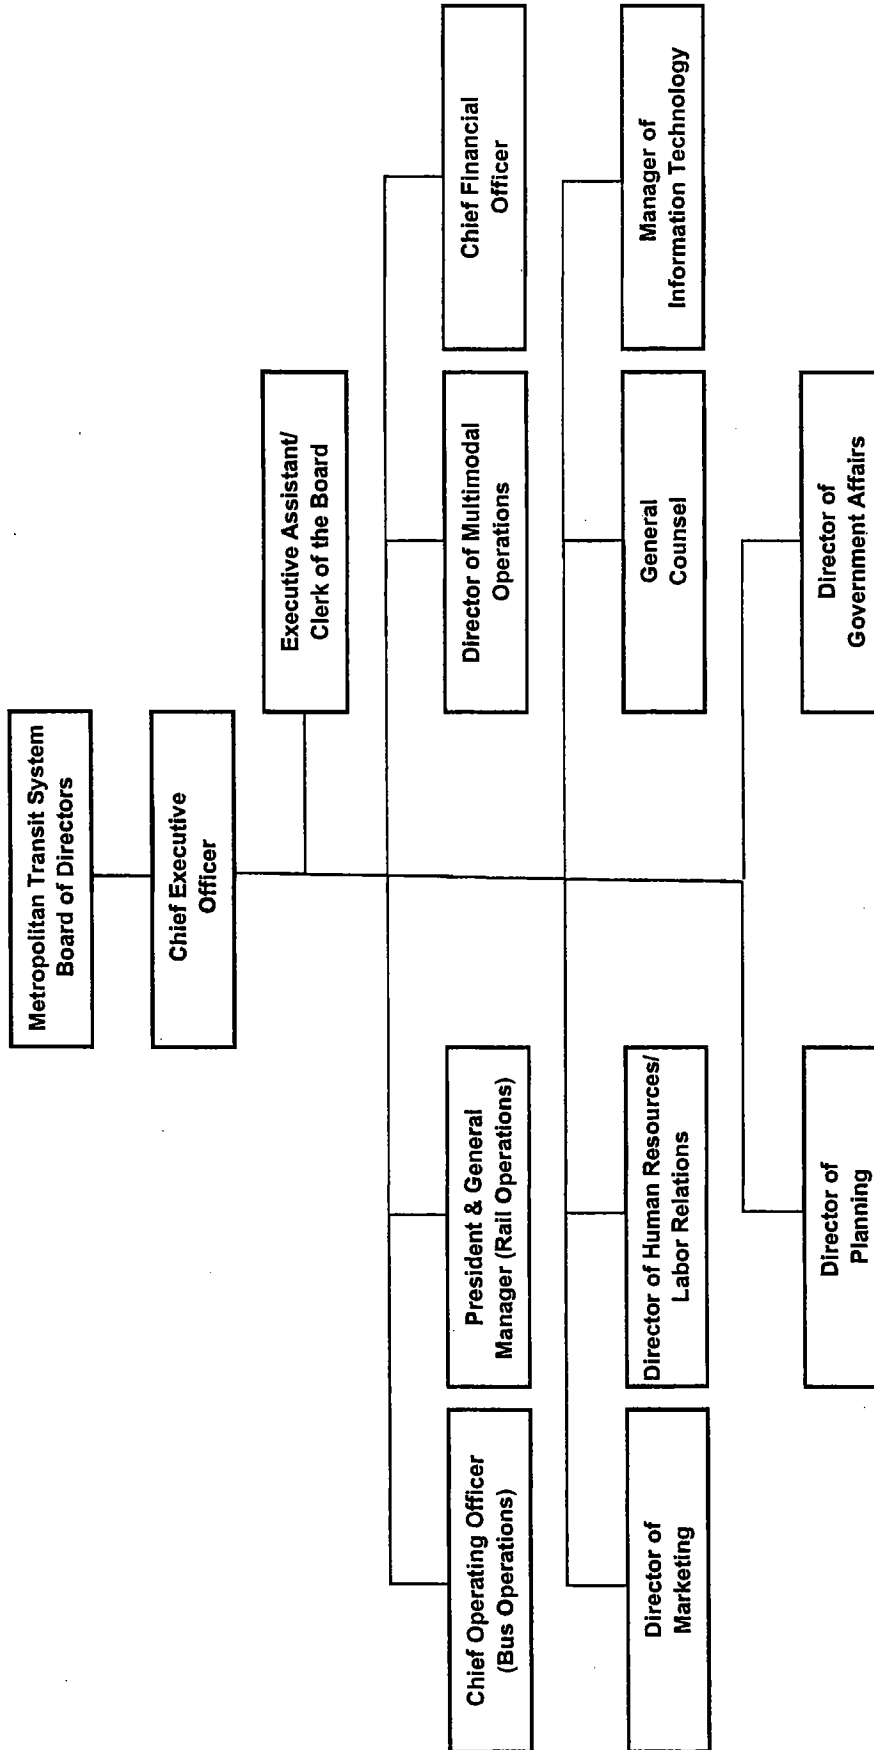 Metropolitan Transit System
Board of Directors
Chief Executive
Officer
Executive Assistant/
Clerk of the Board
Chief Operating Officer
(Bus Operations)
President & General
Manager (Rail Operations)
Director of Multimodal
Operations
Chief Financial
Officer
Director of
Marketing
Director of Human Resources/
Labor Relations
General
Counsel
Manager of
Information Technology
Director of
Planning
Director of
Government Affairs